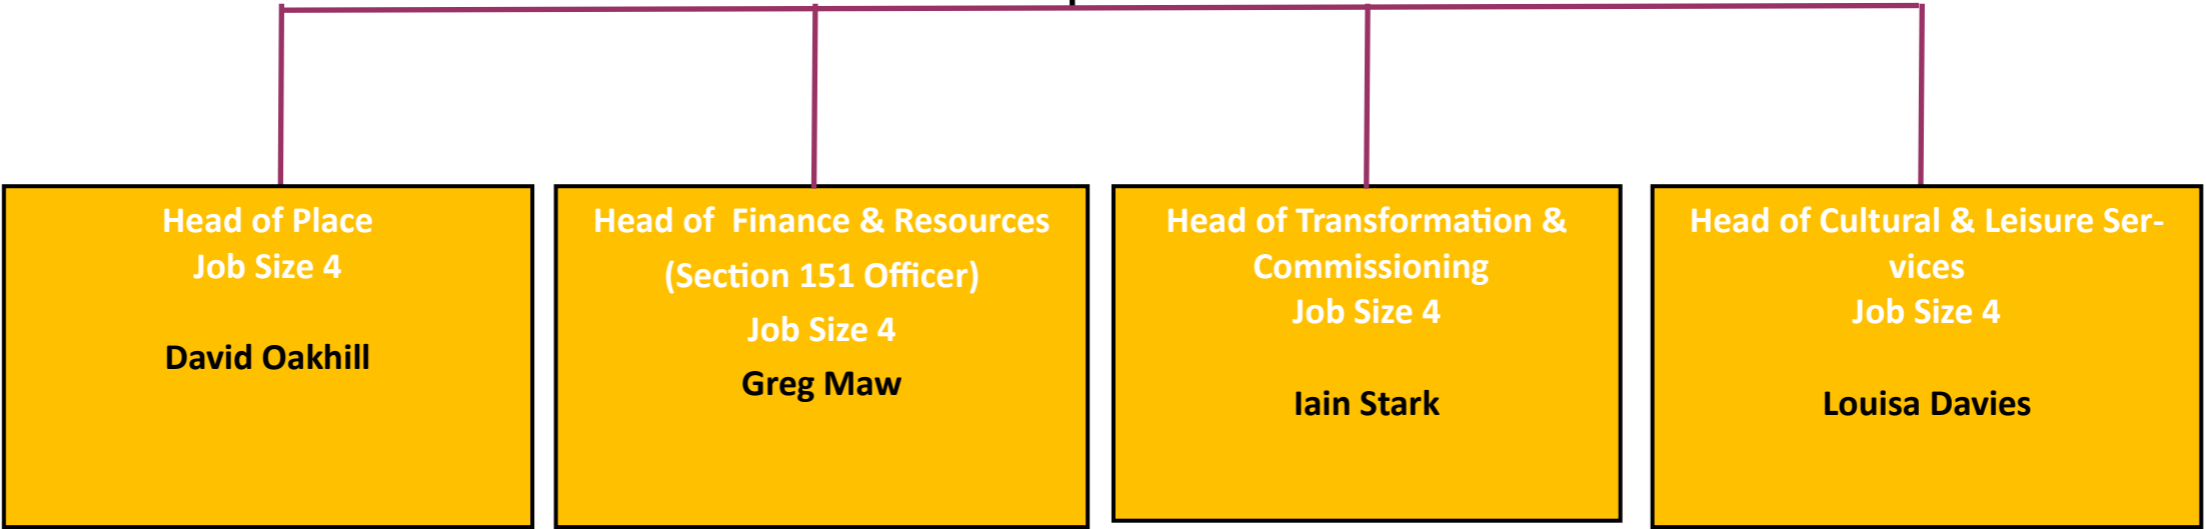 Head of Place
Job Size 4
David Oakhill
Head of  Finance & Resources
(Section 151 Officer)
Job Size 4
Greg Maw
Head of Transformation &
Commissioning
Job Size 4
Iain Stark
Head of Cultural & Leisure Ser-
vices
Job Size 4
Louisa Davies